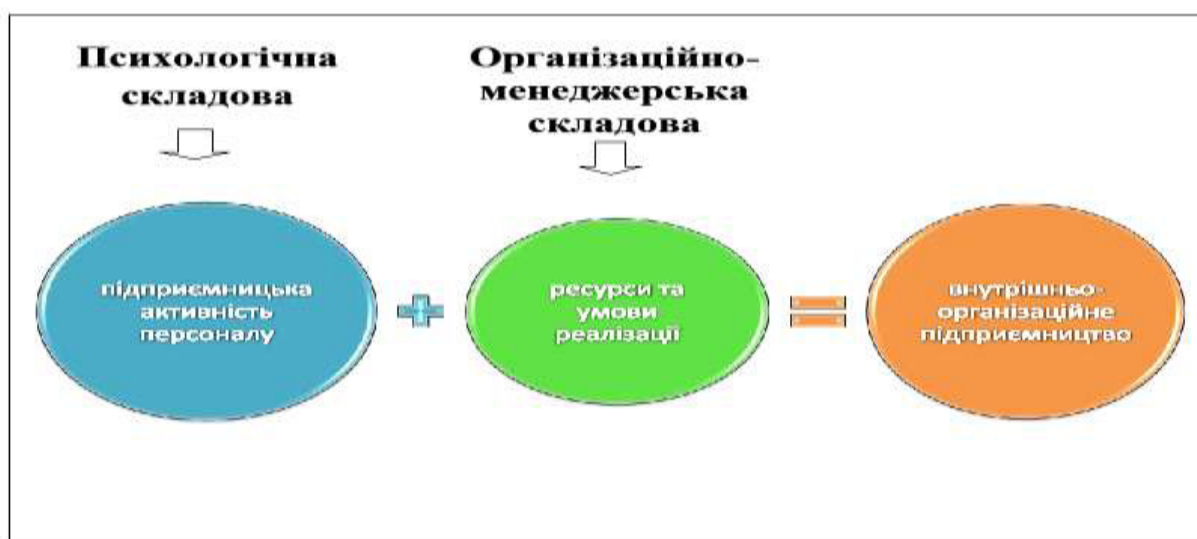 Психологічна
складова
Організаційно-
менеджерська
складова
підприємницька
активність
персоналу
ресурси та
умови
реалізації
внутрішньо-
організаційне
підприємництво